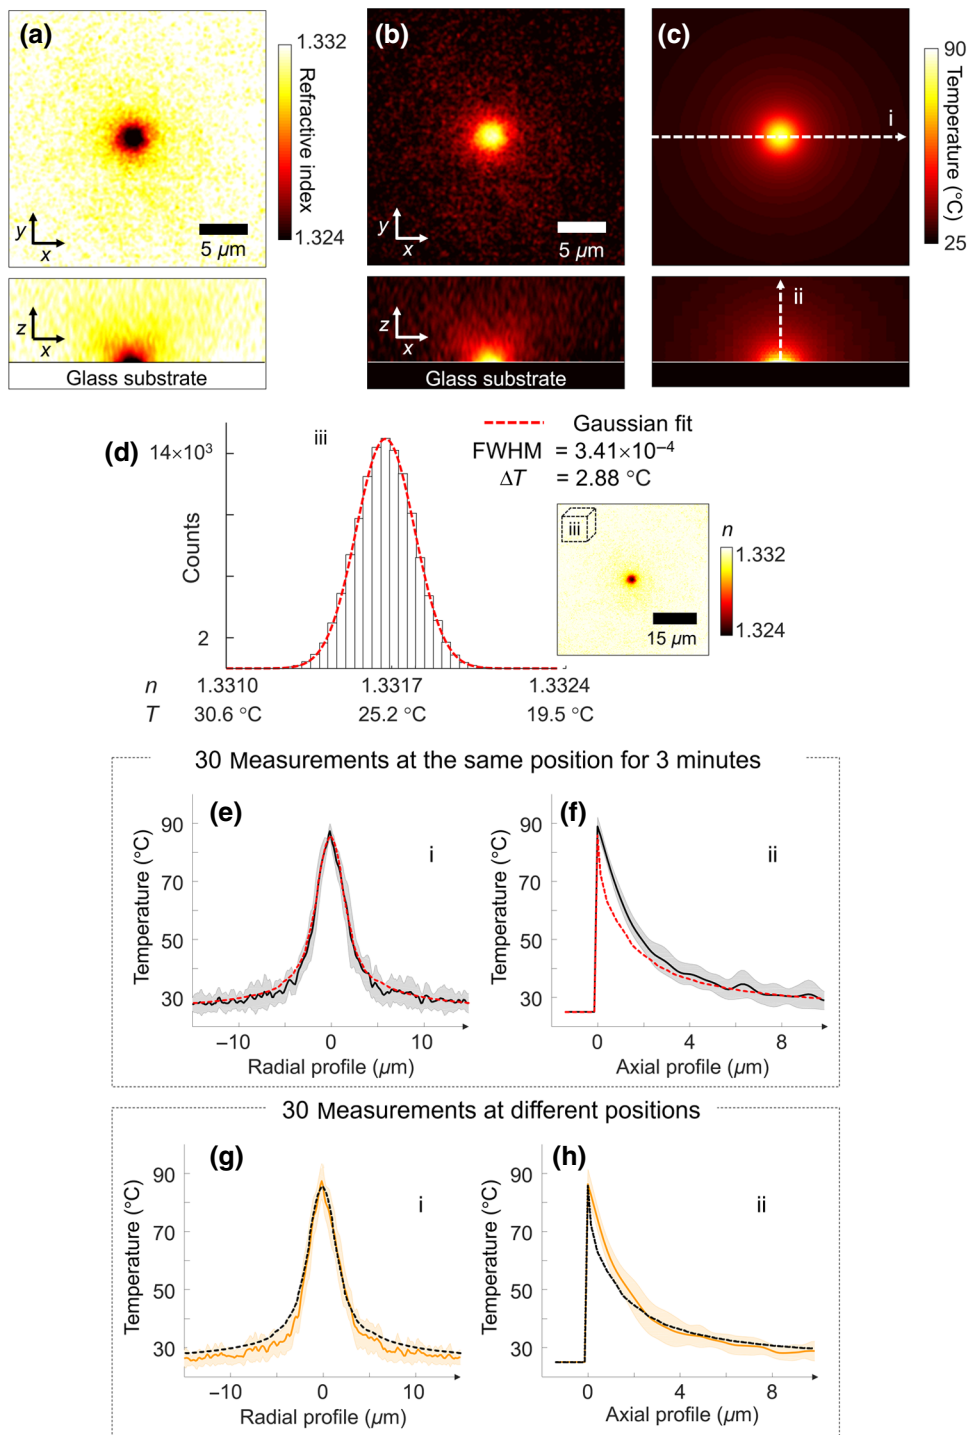 (a)
1.332
Refractive index
1.324
y
x
5 µm
z
x
Glass substrate
(b)
5 µm
z
x
Glass substrate
y
x
(c)
i
90
Temperature (°C)
25
ii
(d)
iii
14×10³
Counts
2
n 1.3310 1.3317 1.3324
T 30.6 °C 25.2 °C 19.5 °C
Gaussian fit
FWHM = 3.41×10⁻⁴
ΔT = 2.88 °C
iii
15 µm
n
1.332
1.324
30 Measurements at the same position for 3 minutes
(e)
i
Temperature (°C)
90
70
50
30
−10 0 10
Radial profile (µm)
(f)
ii
Temperature (°C)
90
70
50
30
0 4 8
Axial profile (µm)
30 Measurements at different positions
(g)
i
Temperature (°C)
90
70
50
30
−10 0 10
Radial profile (µm)
(h)
ii
Temperature (°C)
90
70
50
30
0 4 8
Axial profile (µm)